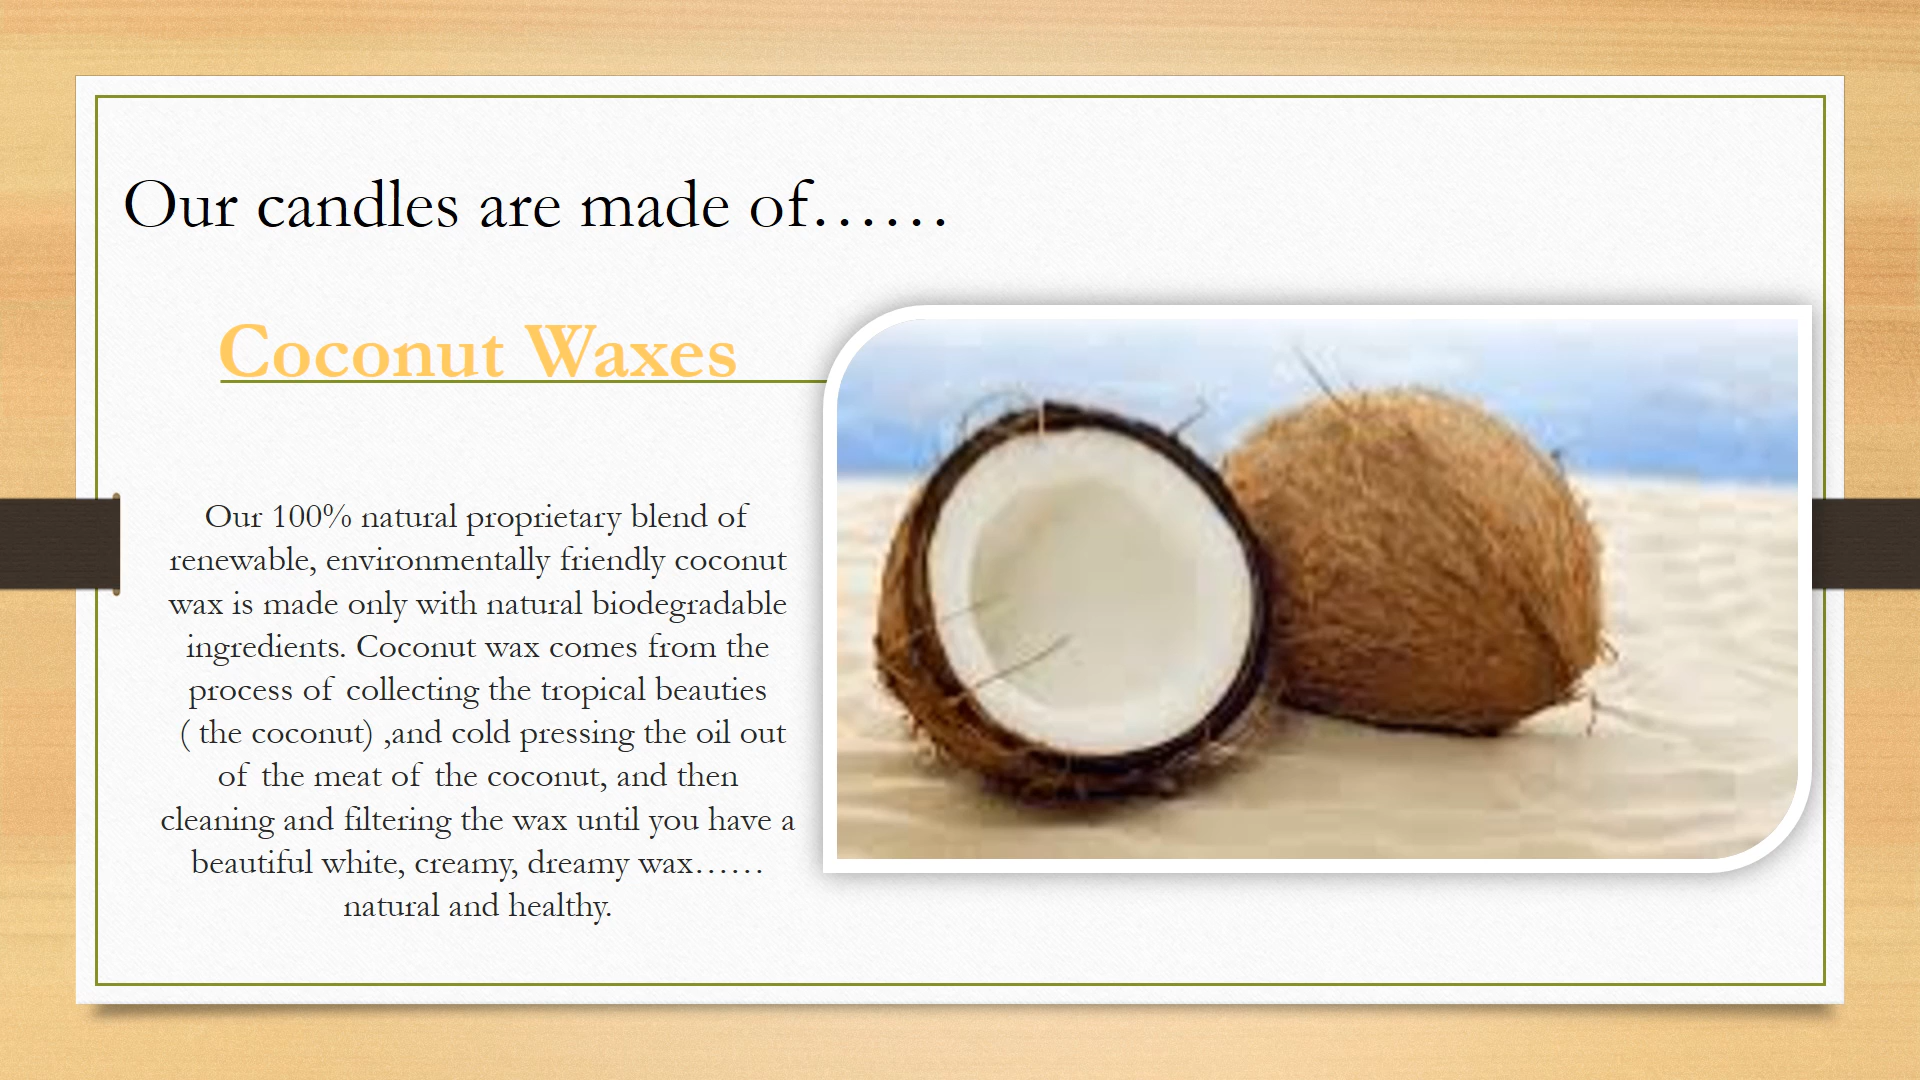 Our candles are made of……
Coconut Waxes
Our 100% natural proprietary blend of
renewable, environmentally friendly coconut
wax is made only with natural biodegradable
ingredients. Coconut wax comes from the
process of collecting the tropical beauties
( the coconut) ,and cold pressing the oil out
of the meat of the coconut, and then
cleaning and filtering the wax until you have a
beautiful white, creamy, dreamy wax……
natural and healthy.